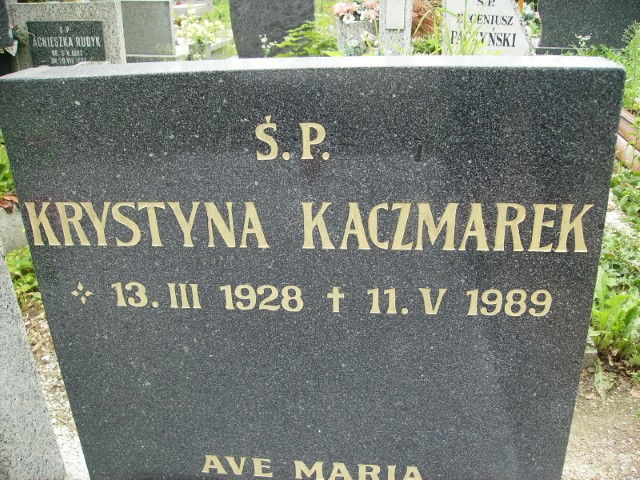 Ś.P.
AGNIESZKA RUDYK
Ś.P.
EUGENIUSZ
Ś.P.
KRYSTYNA KACZMAREK
13. III 1928 † 11. V 1989
AVE MARIA